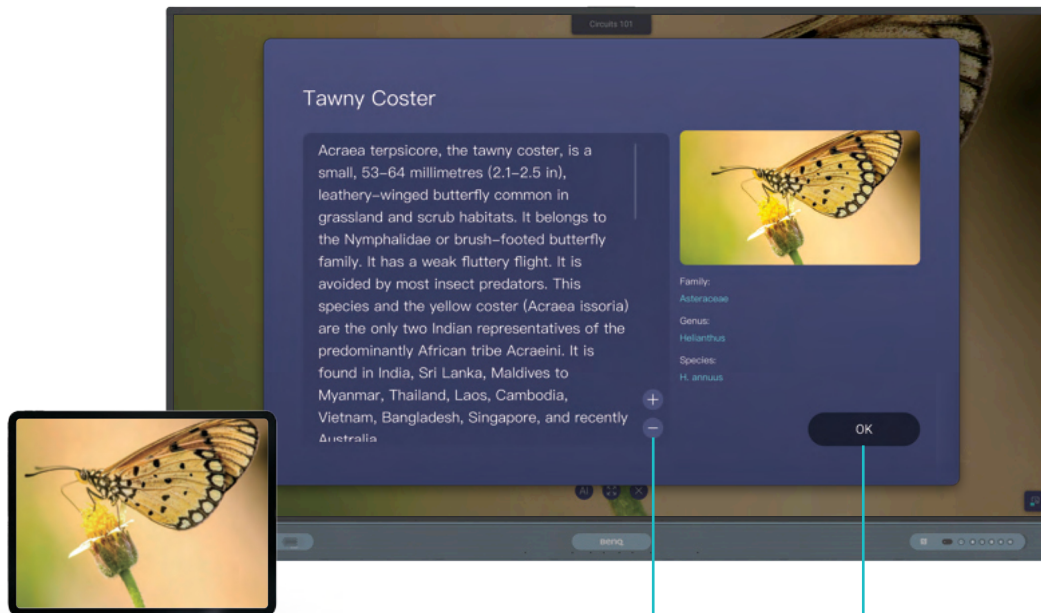 Circuits 101
Tawny Coster
Acraea terpsicore, the tawny coster, is a
small, 53–64 millimetres (2.1–2.5 in),
leathery–winged butterfly common in
grassland and scrub habitats. It belongs to
the Nymphalidae or brush–footed butterfly
family. It has a weak fluttery flight. It is
avoided by most insect predators. This
species and the yellow coster (Acraea issoria)
are the only two Indian representatives of the
predominantly African tribe Acraeini. It is
found in India, Sri Lanka, Maldives to
Myanmar, Thailand, Laos, Cambodia,
Vietnam, Bangladesh, Singapore, and recently
Australia
Family:
Asteraceae
Genus:
Helianthus
Species:
H. annuus
+
−
OK
AI
BenQ